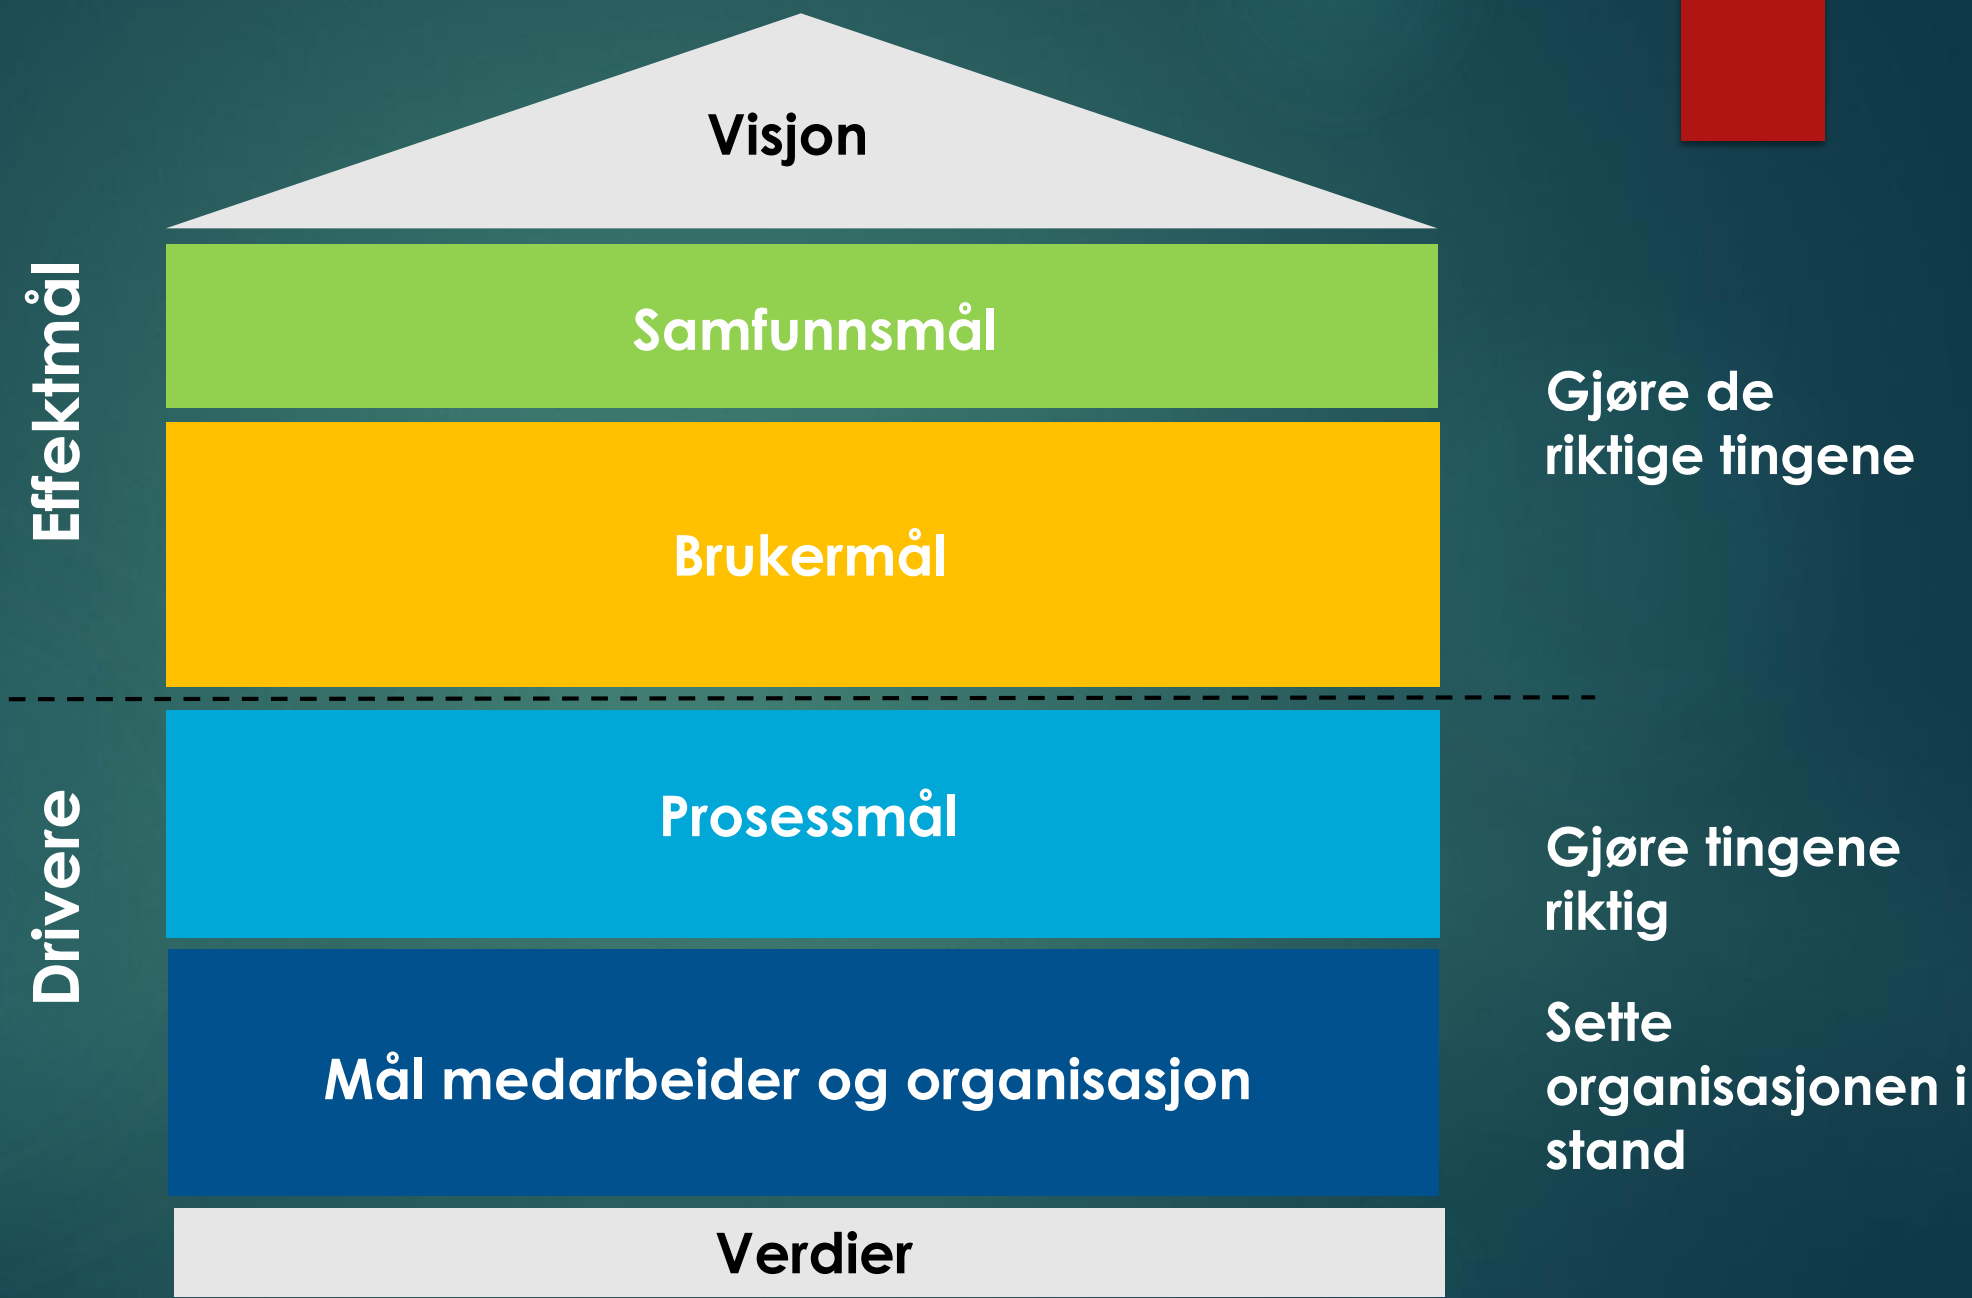 Visjon
Effektmål
Samfunnsmål
Gjøre de
riktige tingene
Brukermål
Drivere
Prosessmål
Gjøre tingene
riktig
Mål medarbeider og organisasjon
Sette
organisasjonen i
stand
Verdier